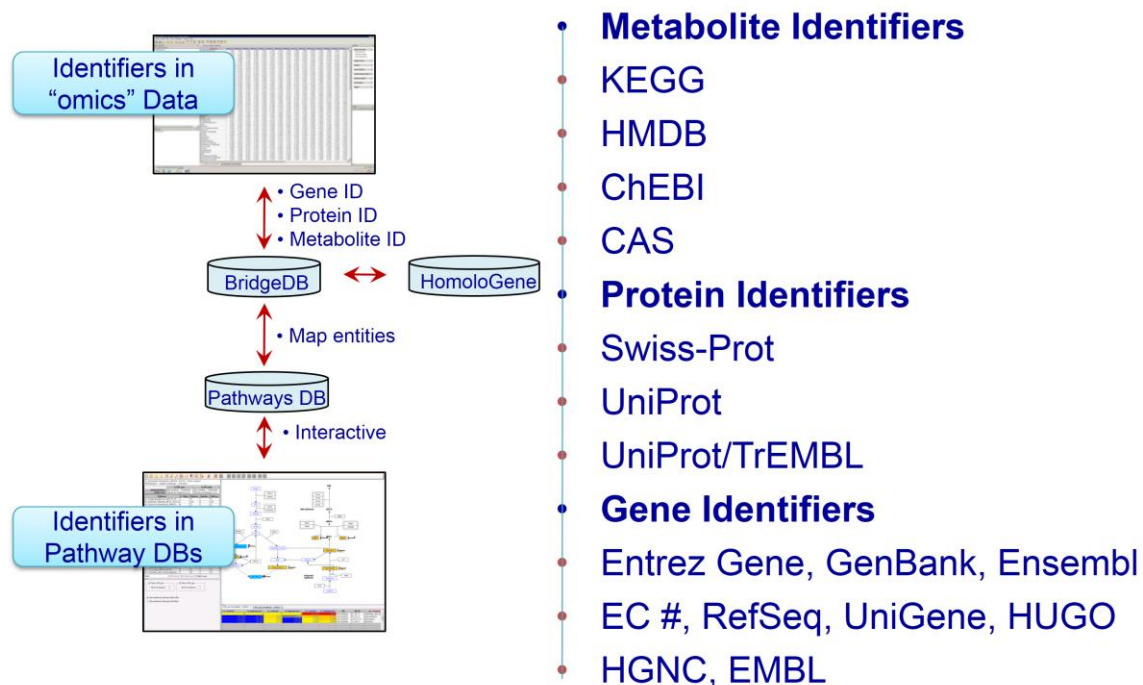 Identifiers in
“omics” Data
• Gene ID
• Protein ID
• Metabolite ID
BridgeDB
HomoloGene
• Map entities
Pathways DB
• Interactive
Identifiers in
Pathway DBs
• Metabolite Identifiers
• KEGG
• HMDB
• ChEBI
• CAS
• Protein Identifiers
• Swiss-Prot
• UniProt
• UniProt/TrEMBL
• Gene Identifiers
• Entrez Gene, GenBank, Ensembl
• EC #, RefSeq, UniGene, HUGO
• HGNC, EMBL